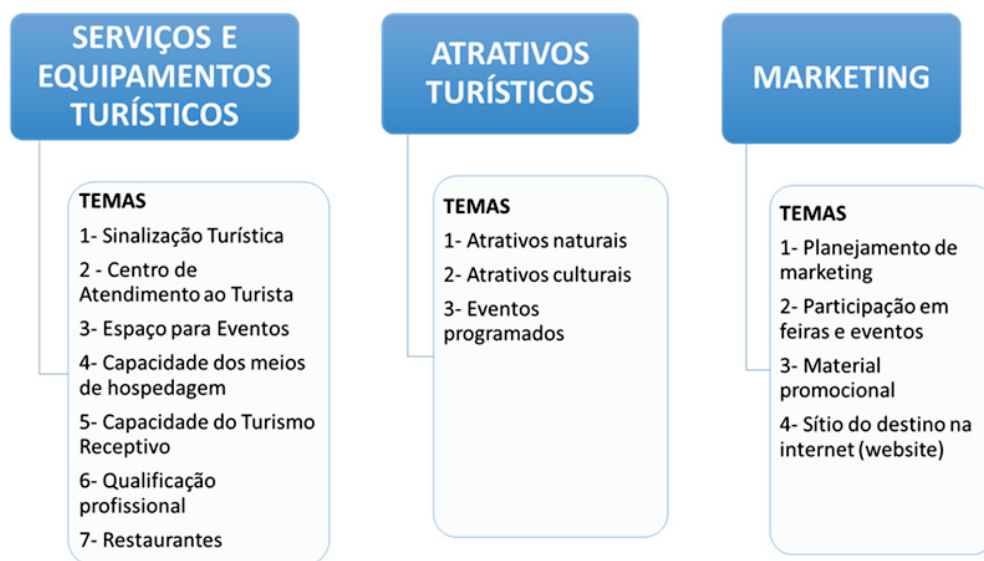 SERVIÇOS E
EQUIPAMENTOS
TURÍSTICOS
TEMAS
1- Sinalização Turística
2 - Centro de
Atendimento ao Turista
3- Espaço para Eventos
4- Capacidade dos meios
de hospedagem
5- Capacidade do Turismo
Receptivo
6- Qualificação
profissional
7- Restaurantes
ATRATIVOS
TURÍSTICOS
TEMAS
1- Atrativos naturais
2- Atrativos culturais
3- Eventos
programados
MARKETING
TEMAS
1- Planejamento de
marketing
2- Participação em
feiras e eventos
3- Material
promocional
4- Sítio do destino na
internet (website)